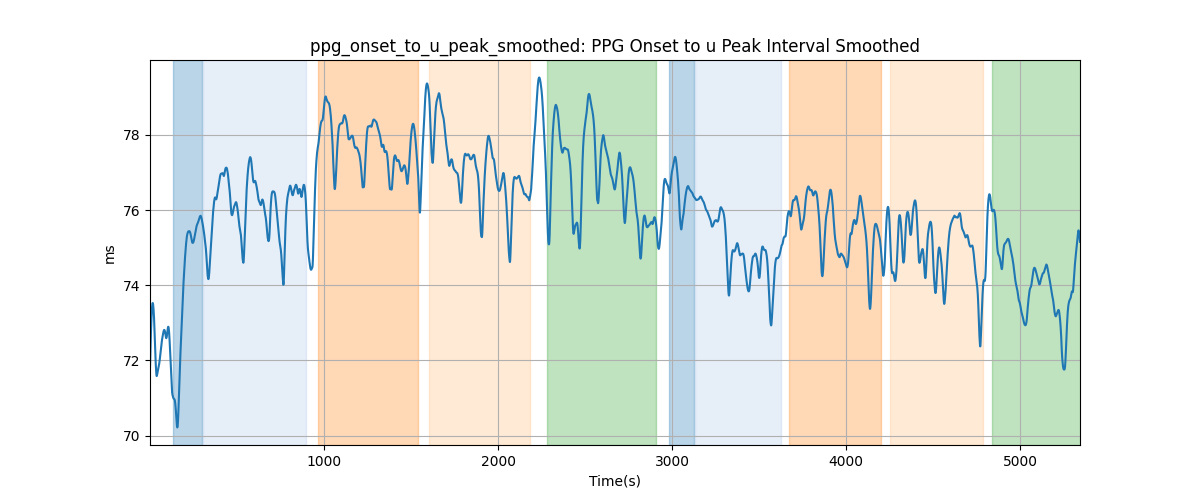 ppg_onset_to_u_peak_smoothed: PPG Onset to u Peak Interval Smoothed
78
76
74
72
70
ms
1000 2000 3000 4000 5000
Time(s)